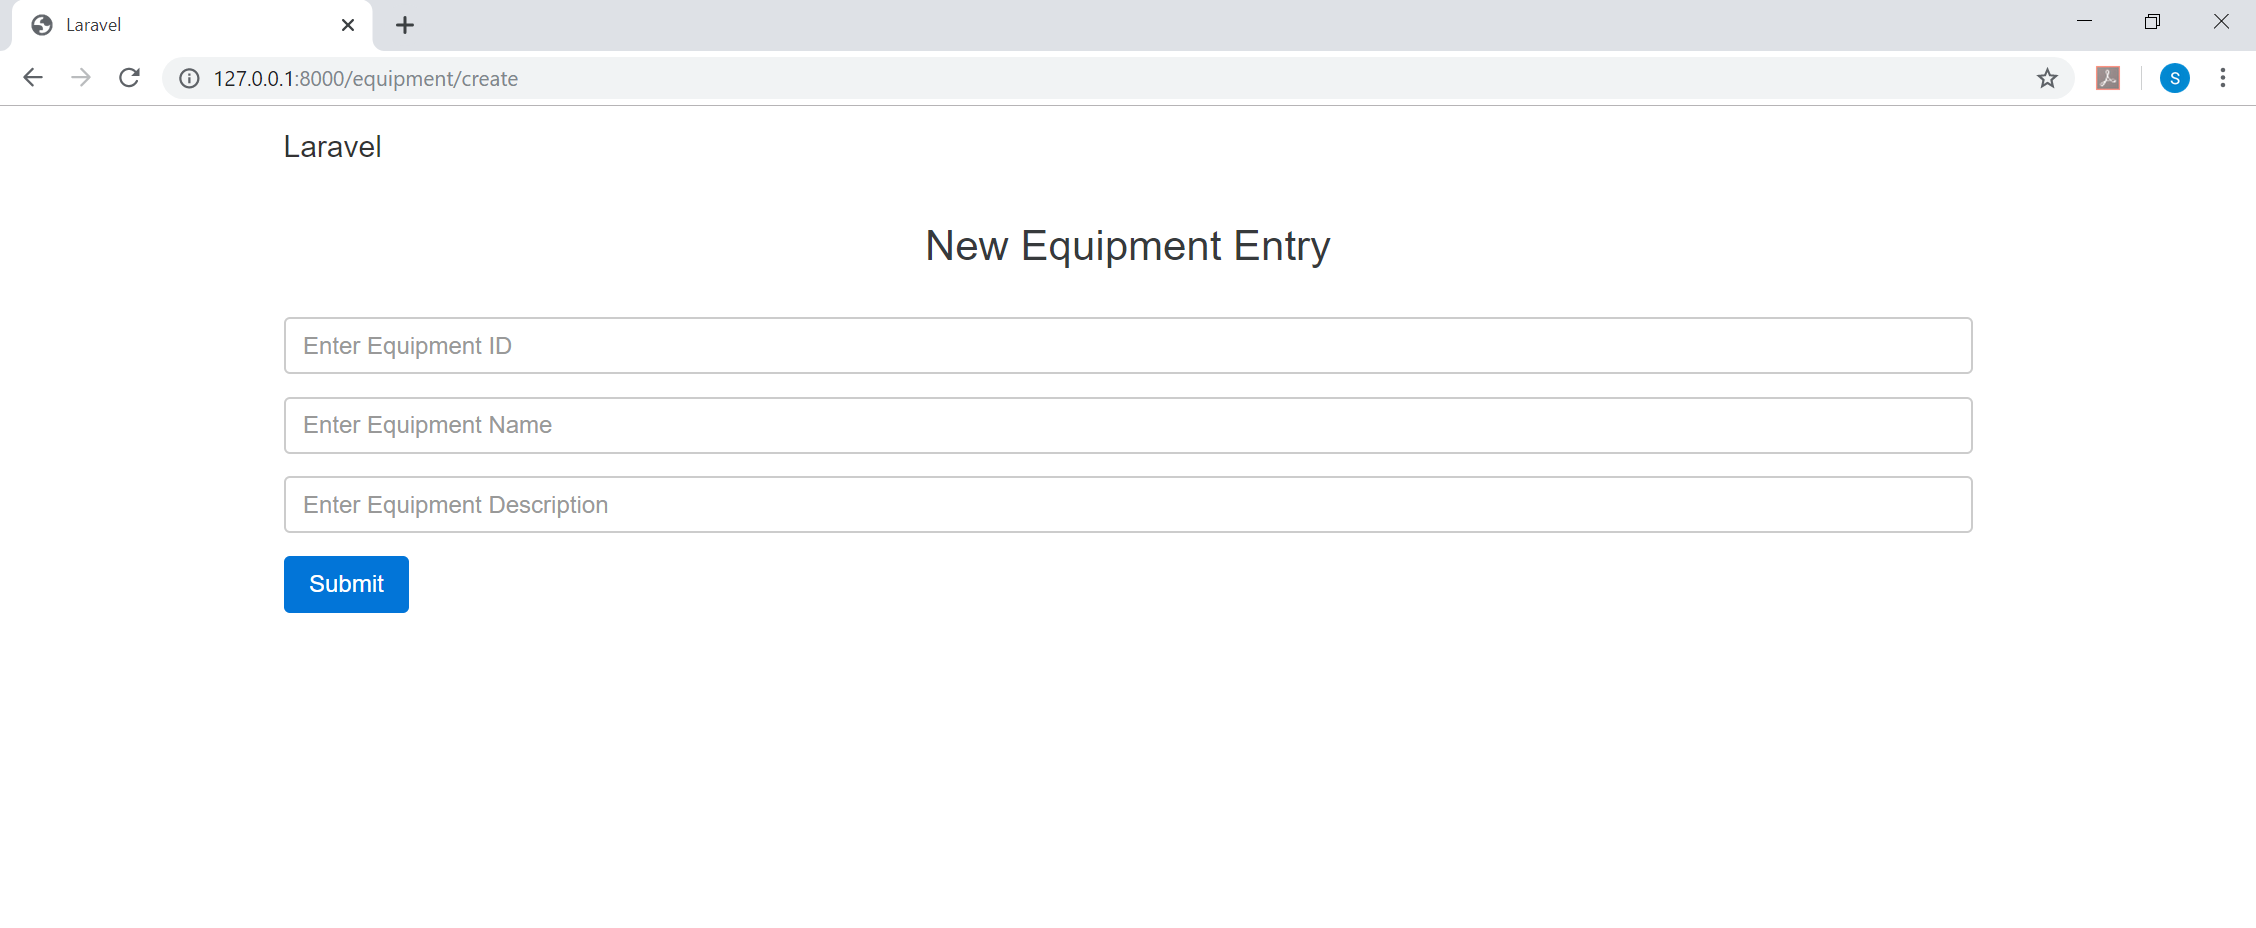 Laravel
127.0.0.1:8000/equipment/create
S
Laravel
New Equipment Entry
Enter Equipment ID
Enter Equipment Name
Enter Equipment Description
Submit